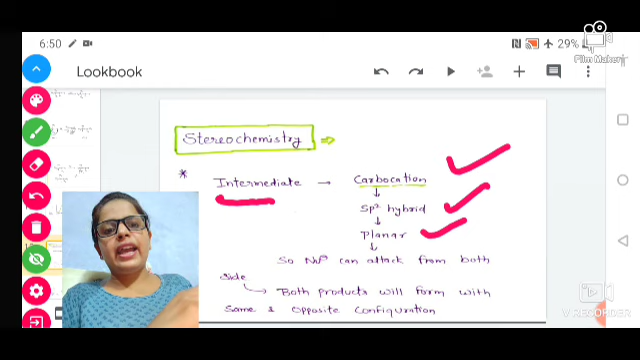 6:50
29%
Film Maker
Lookbook
Stereochemistry ⇒
* Intermediate → Carbocation
↓
Sp² hybrid
↓
Planar
↓
So Nu⊖ can attack from both
side
↳ Both products will form with
Same & opposite configuration
V RECORDER